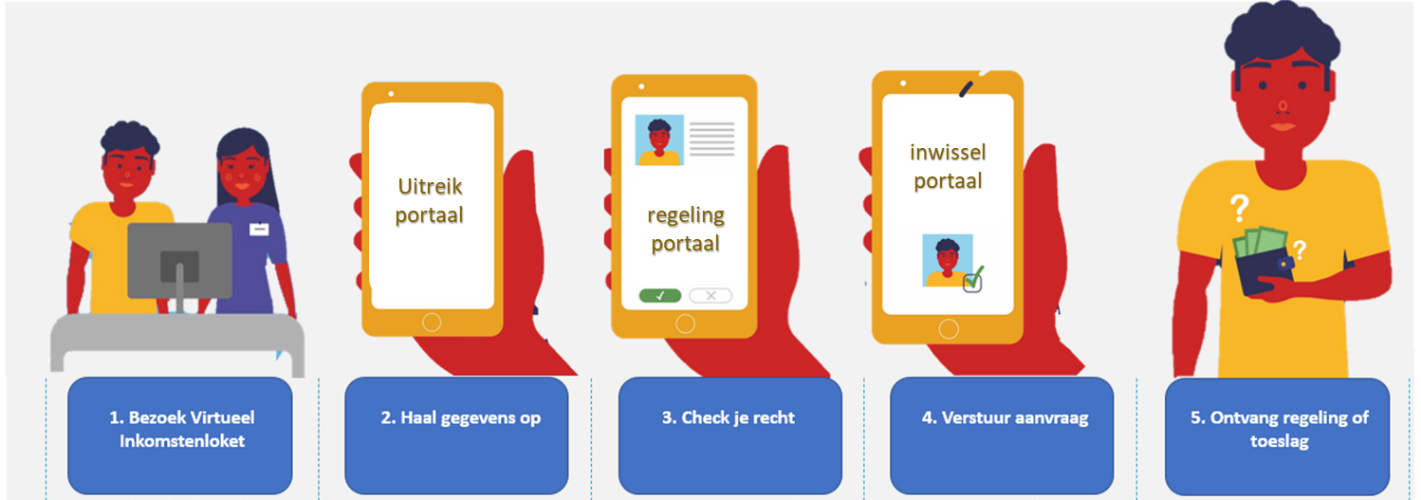 Uitreik
portaal
regeling
portaal
inwissel
portaal
?
?
1. Bezoek Virtueel
Inkomstenloket
2. Haal gegevens op
3. Check je recht
4. Verstuur aanvraag
5. Ontvang regeling of
toeslag